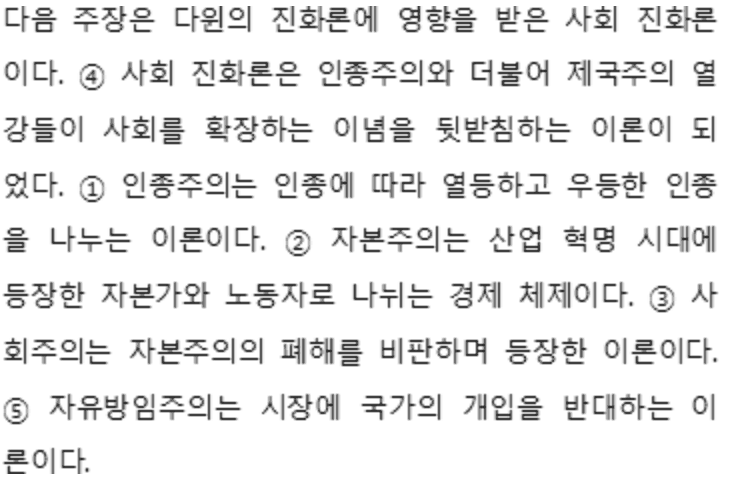 다음 주장은 다윈의 진화론에 영향을 받은 사회 진화론
이다. ④ 사회 진화론은 인종주의와 더불어 제국주의 열
강들이 사회를 확장하는 이념을 뒷받침하는 이론이 되
었다. ① 인종주의는 인종에 따라 열등하고 우등한 인종
을 나누는 이론이다. ② 자본주의는 산업 혁명 시대에
등장한 자본가와 노동자로 나뉘는 경제 체제이다. ③ 사
회주의는 자본주의의 폐해를 비판하며 등장한 이론이다.
⑤ 자유방임주의는 시장에 국가의 개입을 반대하는 이
론이다.